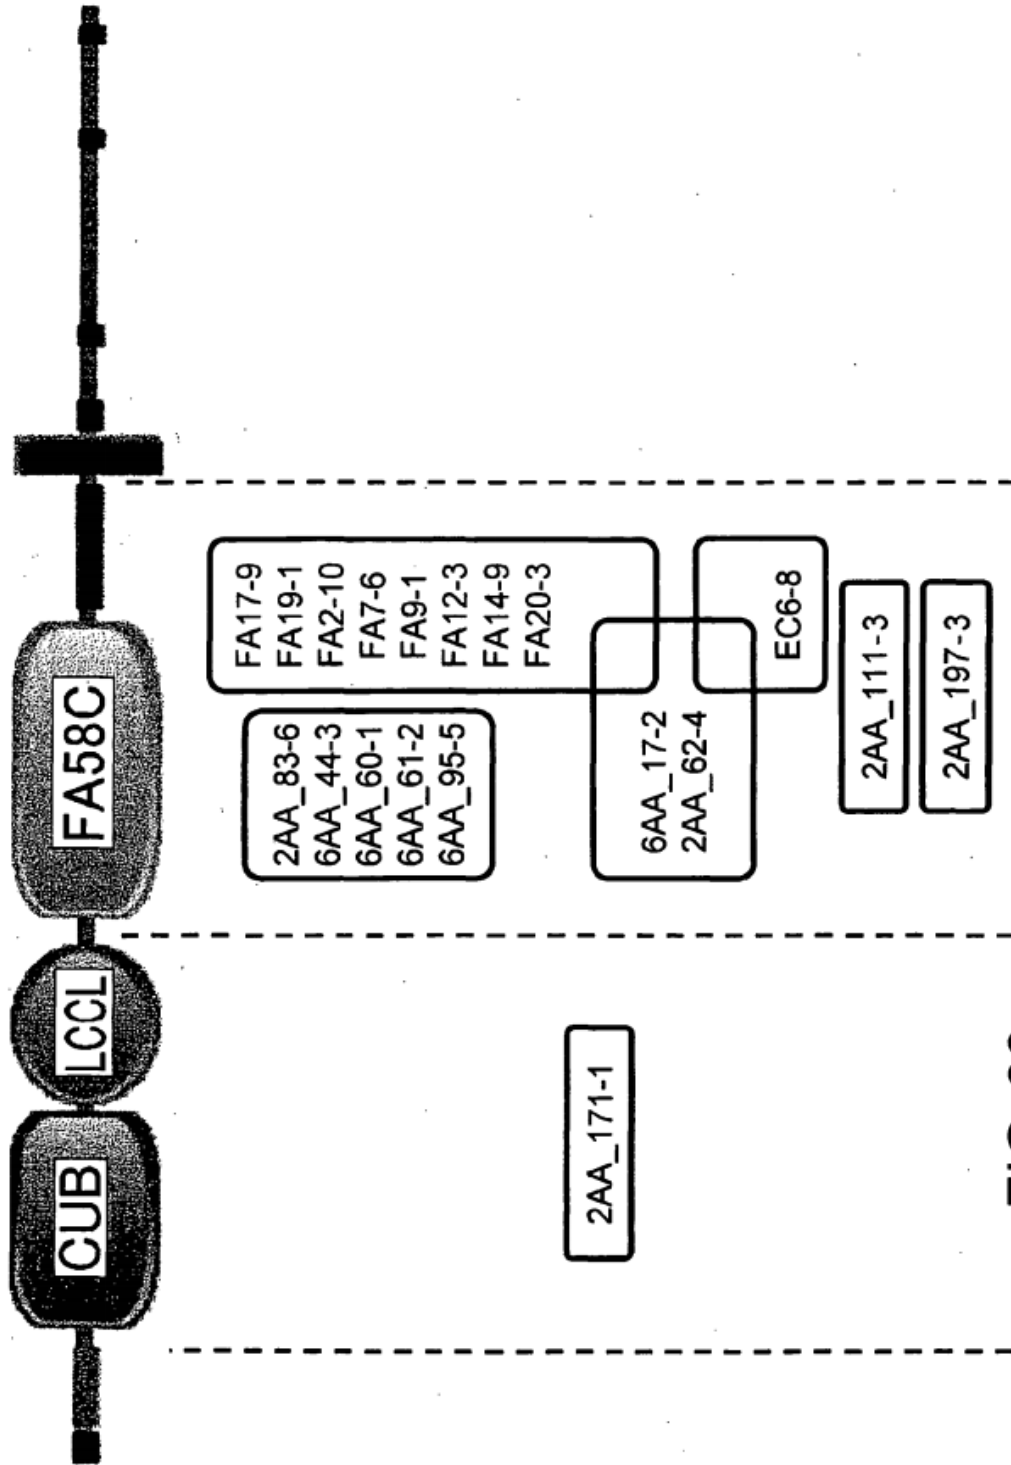 CUB
LCCL
FA58C
2AA_171-1
2AA_83-6
6AA_44-3
6AA_60-1
6AA_61-2
6AA_95-5
FA17-9
FA19-1
FA2-10
FA7-6
FA9-1
FA12-3
FA14-9
FA20-3
6AA_17-2
2AA_62-4
EC6-8
2AA_111-3
2AA_197-3